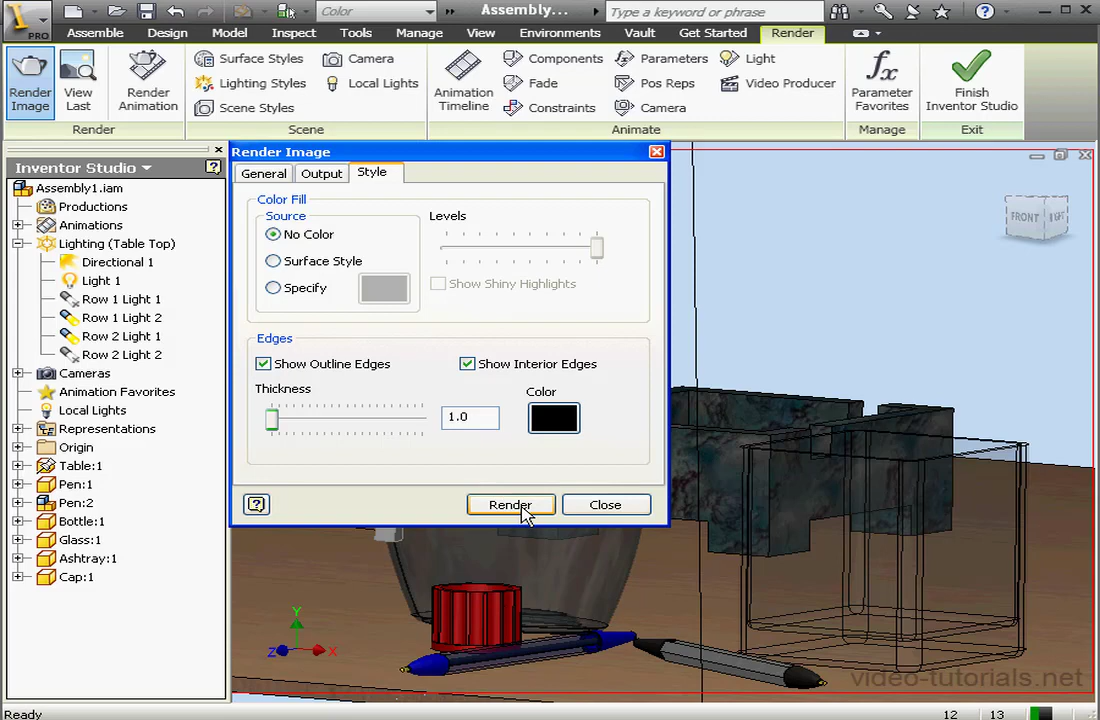 PRO
Color
Assembly...
Type a keyword or phrase
Assembly Design Model Inspect Tools Manage View Environments Vault Get Started Render
Render Image
View Last
Render Animation
Surface Styles
Lighting Styles
Scene Styles
Camera
Local Lights
Animation Timeline
Components
Fade
Constraints
Parameters
Pos Reps
Camera
Light
Video Producer
fx
Parameter Favorites
Finish Inventor Studio
Render
Scene
Animate
Manage
Exit
Inventor Studio
Assembly1.iam
Productions
Animations
Lighting (Table Top)
Directional 1
Light 1
Row 1 Light 1
Row 1 Light 2
Row 2 Light 1
Row 2 Light 2
Cameras
Animation Favorites
Local Lights
Representations
Origin
Table:1
Pen:1
Pen:2
Bottle:1
Glass:1
Ashtray:1
Cap:1
Render Image
General Output Style
Color Fill
Source
No Color
Surface Style
Specify
Levels
Show Shiny Highlights
Edges
Show Outline Edges
Show Interior Edges
Thickness
1.0
Color
Render
Close
FRONT
Y
Z
X
video-tutorials.net
Ready
12 13